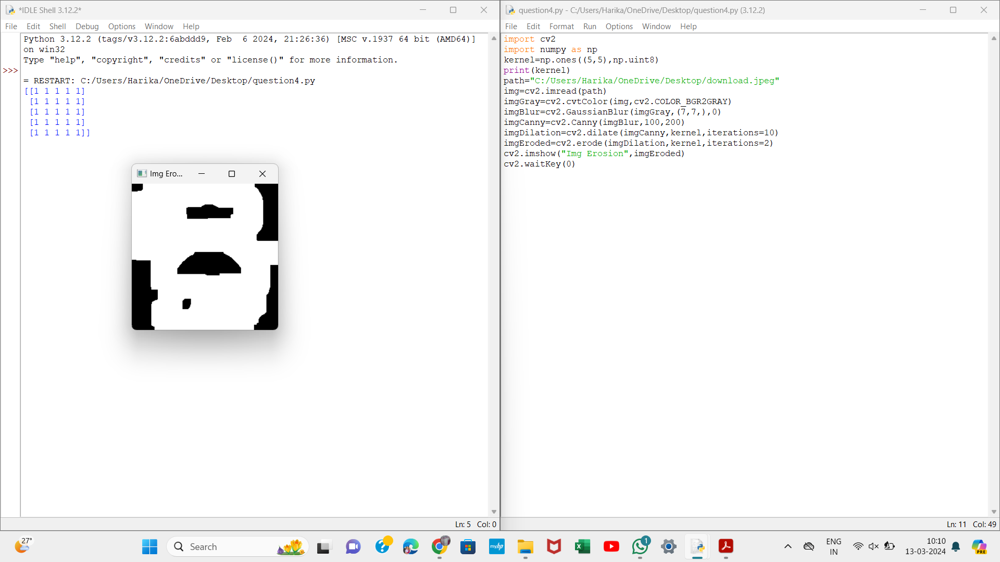 *IDLE Shell 3.12.2*
File Edit Shell Debug Options Window Help
Python 3.12.2 (tags/v3.12.2:6abddd9, Feb  6 2024, 21:26:36) [MSC v.1937 64 bit (AMD64)]
on win32
Type "help", "copyright", "credits" or "license()" for more information.
>>>
= RESTART: C:/Users/Harika/OneDrive/Desktop/question4.py
[[1 1 1 1 1]
 [1 1 1 1 1]
 [1 1 1 1 1]
 [1 1 1 1 1]
 [1 1 1 1 1]]
Img Ero...
Ln: 5 Col: 0
question4.py - C:/Users/Harika/OneDrive/Desktop/question4.py (3.12.2)
File Edit Format Run Options Window Help
import cv2
import numpy as np
kernel=np.ones((5,5),np.uint8)
print(kernel)
path="C:/Users/Harika/OneDrive/Desktop/download.jpeg"
img=cv2.imread(path)
imgGray=cv2.cvtColor(img,cv2.COLOR_BGR2GRAY)
imgBlur=cv2.GaussianBlur(imgGray,(7,7,),0)
imgCanny=cv2.Canny(imgBlur,100,200)
imgDilation=cv2.dilate(imgCanny,kernel,iterations=10)
imgEroded=cv2.erode(imgDilation,kernel,iterations=2)
cv2.imshow("Img Erosion",imgEroded)
cv2.waitKey(0)
Ln: 11 Col: 49
27°
Search
myhp
1
ENG
IN
10:10
13-03-2024
PRE